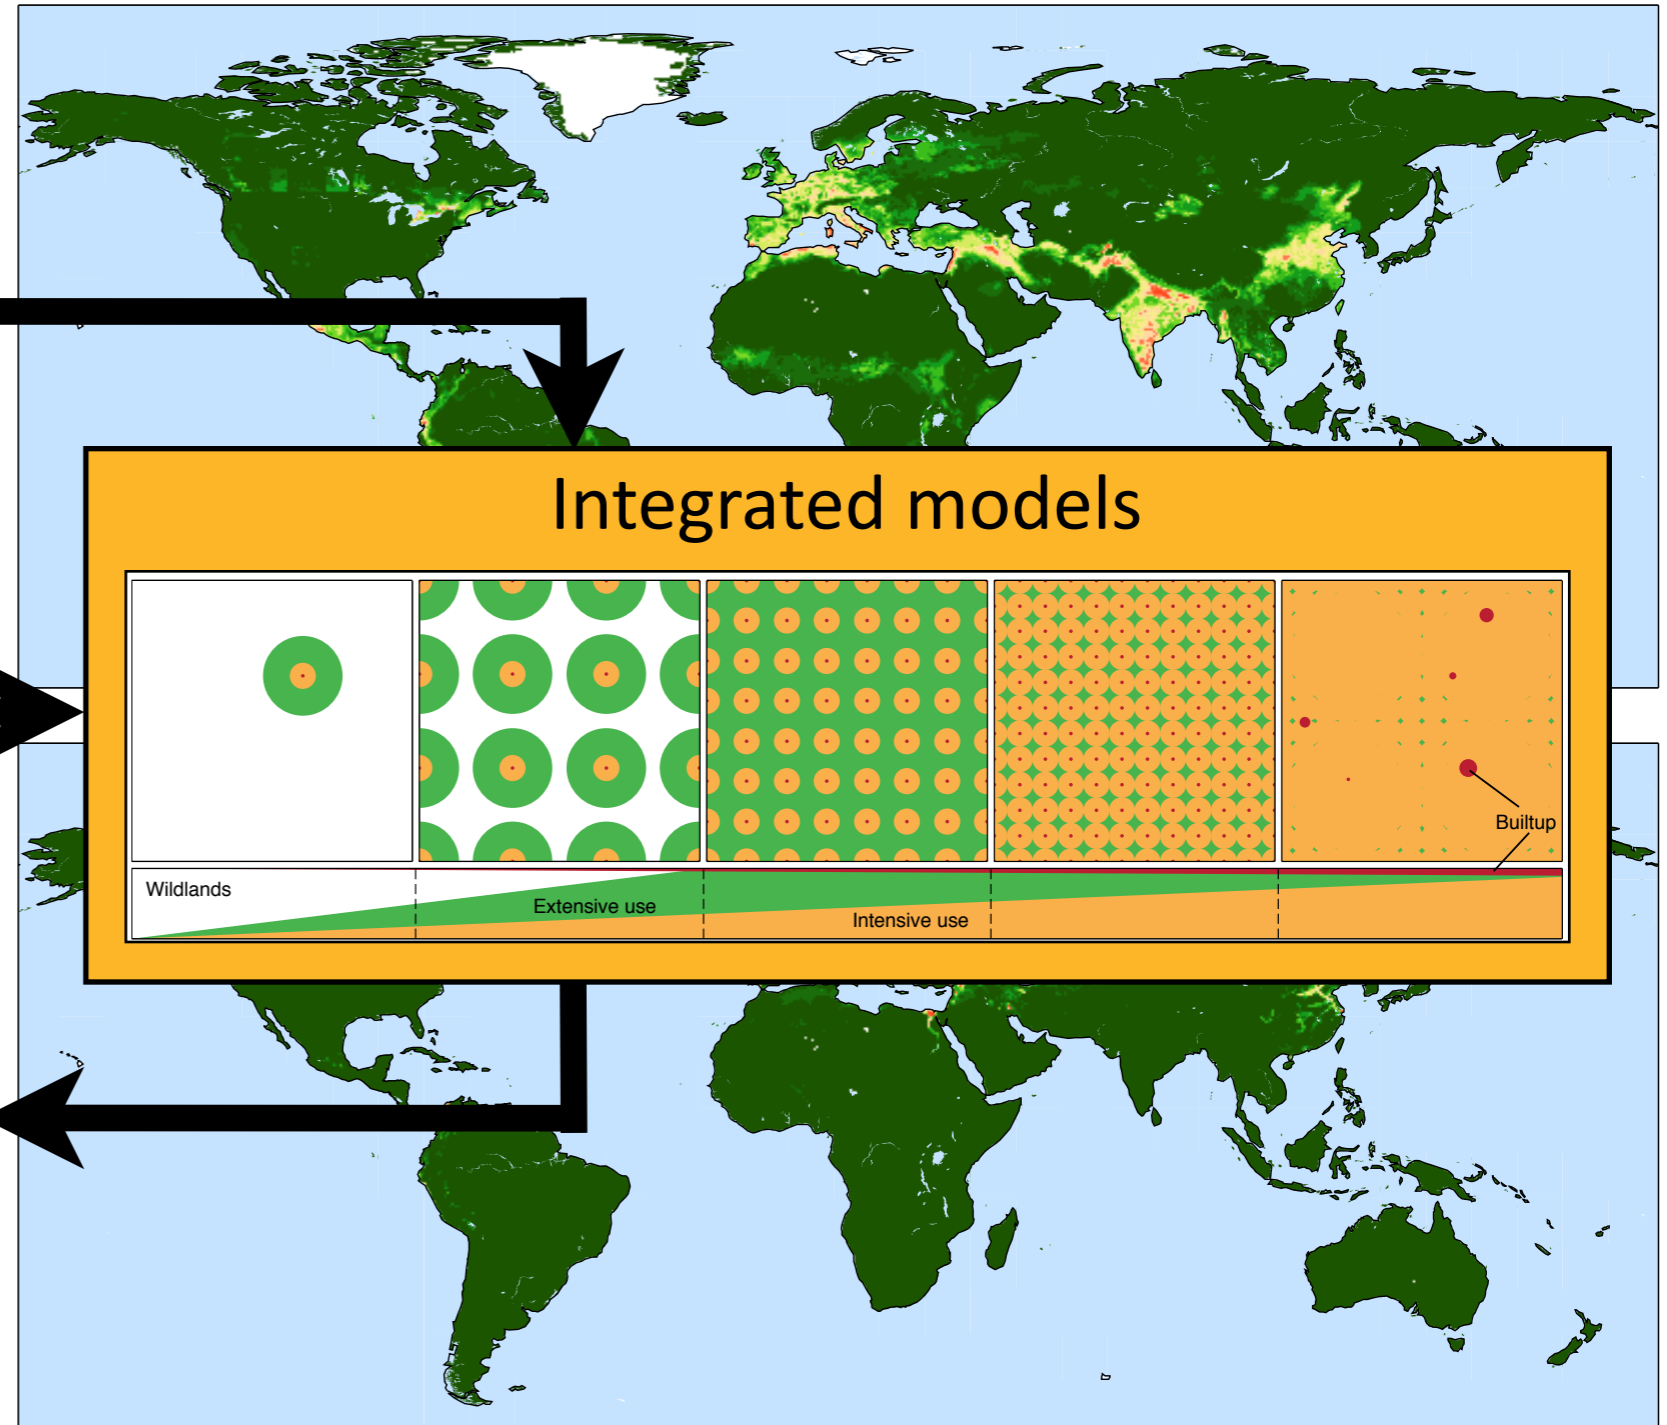 Integrated models
Builtup
Wildlands
Extensive use
Intensive use